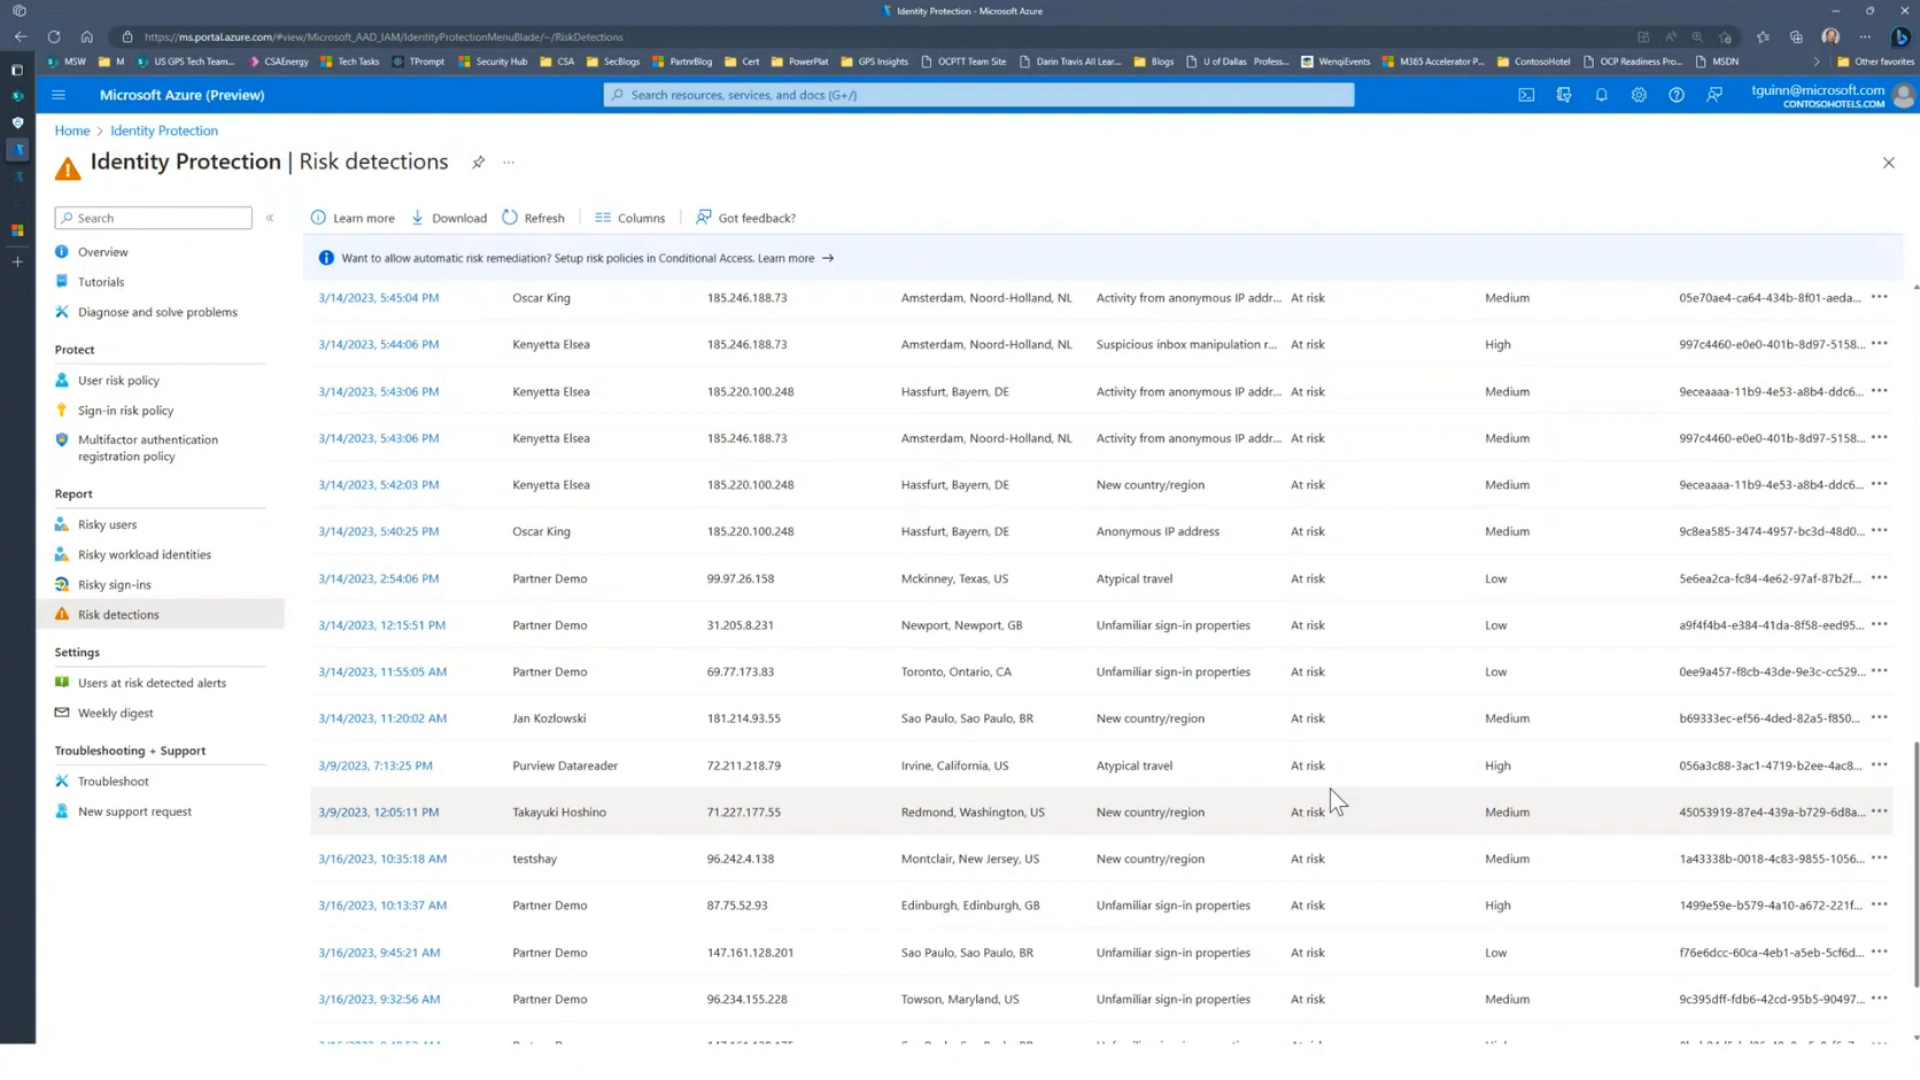 Identity Protection - Microsoft Azure
https://ms.portal.azure.com/#view/Microsoft_AAD_IAM/IdentityProtectionMenuBlade/~/RiskDetections
MSW M US GPS Tech Team... CSAEnergy Tech Tasks TPrompt Security Hub CSA SecBlogs PartnrBlog Cert PowerPlat GPS Insights OCPTT Team Site Darin Travis All Lear... Blogs U of Dallas Profess... WenqiEvents M365 Accelerator P... ContosoHotel OCP Readiness Pro... MSDN Other favorites
Microsoft Azure (Preview)
Search resources, services, and docs (G+/)
tguinn@microsoft.com
CONTOSOHOTELS.COM
Home > Identity Protection
Identity Protection | Risk detections
Search
Overview
Tutorials
Diagnose and solve problems
Protect
User risk policy
Sign-in risk policy
Multifactor authentication
registration policy
Report
Risky users
Risky workload identities
Risky sign-ins
Risk detections
Settings
Users at risk detected alerts
Weekly digest
Troubleshooting + Support
Troubleshoot
New support request
Learn more Download Refresh Columns Got feedback?
Want to allow automatic risk remediation? Setup risk policies in Conditional Access. Learn more →
3/14/2023, 5:45:04 PM Oscar King 185.246.188.73 Amsterdam, Noord-Holland, NL Activity from anonymous IP addr... At risk Medium 05e70ae4-ca64-434b-8f01-aeda...
3/14/2023, 5:44:06 PM Kenyetta Elsea 185.246.188.73 Amsterdam, Noord-Holland, NL Suspicious inbox manipulation r... At risk High 997c4460-e0e0-401b-8d97-5158...
3/14/2023, 5:43:06 PM Kenyetta Elsea 185.220.100.248 Hassfurt, Bayern, DE Activity from anonymous IP addr... At risk Medium 9eceaaaa-11b9-4e53-a8b4-ddc6...
3/14/2023, 5:43:06 PM Kenyetta Elsea 185.246.188.73 Amsterdam, Noord-Holland, NL Activity from anonymous IP addr... At risk Medium 997c4460-e0e0-401b-8d97-5158...
3/14/2023, 5:42:03 PM Kenyetta Elsea 185.220.100.248 Hassfurt, Bayern, DE New country/region At risk Medium 9eceaaaa-11b9-4e53-a8b4-ddc6...
3/14/2023, 5:40:25 PM Oscar King 185.220.100.248 Hassfurt, Bayern, DE Anonymous IP address At risk Medium 9c8ea585-3474-4957-bc3d-48d0...
3/14/2023, 2:54:06 PM Partner Demo 99.97.26.158 Mckinney, Texas, US Atypical travel At risk Low 5e6ea2ca-fc84-4e62-97af-87b2f...
3/14/2023, 12:15:51 PM Partner Demo 31.205.8.231 Newport, Newport, GB Unfamiliar sign-in properties At risk Low a9f4f4b4-e384-41da-8f58-eed95...
3/14/2023, 11:55:05 AM Partner Demo 69.77.173.83 Toronto, Ontario, CA Unfamiliar sign-in properties At risk Low 0ee9a457-f8cb-43de-9e3c-cc529...
3/14/2023, 11:20:02 AM Jan Kozlowski 181.214.93.55 Sao Paulo, Sao Paulo, BR New country/region At risk Medium b69333ec-ef56-4ded-82a5-f850...
3/9/2023, 7:13:25 PM Purview Datareader 72.211.218.79 Irvine, California, US Atypical travel At risk High 056a3c88-3ac1-4719-b2ee-4ac8...
3/9/2023, 12:05:11 PM Takayuki Hoshino 71.227.177.55 Redmond, Washington, US New country/region At risk Medium 45053919-87e4-439a-b729-6d8a...
3/16/2023, 10:35:18 AM testshay 96.242.4.138 Montclair, New Jersey, US New country/region At risk Medium 1a43338b-0018-4c83-9855-1056...
3/16/2023, 10:13:37 AM Partner Demo 87.75.52.93 Edinburgh, Edinburgh, GB Unfamiliar sign-in properties At risk High 1499e59e-b579-4a10-a672-221f...
3/16/2023, 9:45:21 AM Partner Demo 147.161.128.201 Sao Paulo, Sao Paulo, BR Unfamiliar sign-in properties At risk Low f76e6dcc-60ca-4eb1-a5eb-5cf6d...
3/16/2023, 9:32:56 AM Partner Demo 96.234.155.228 Towson, Maryland, US Unfamiliar sign-in properties At risk Medium 9c395dff-fdb6-42cd-95b5-90497...